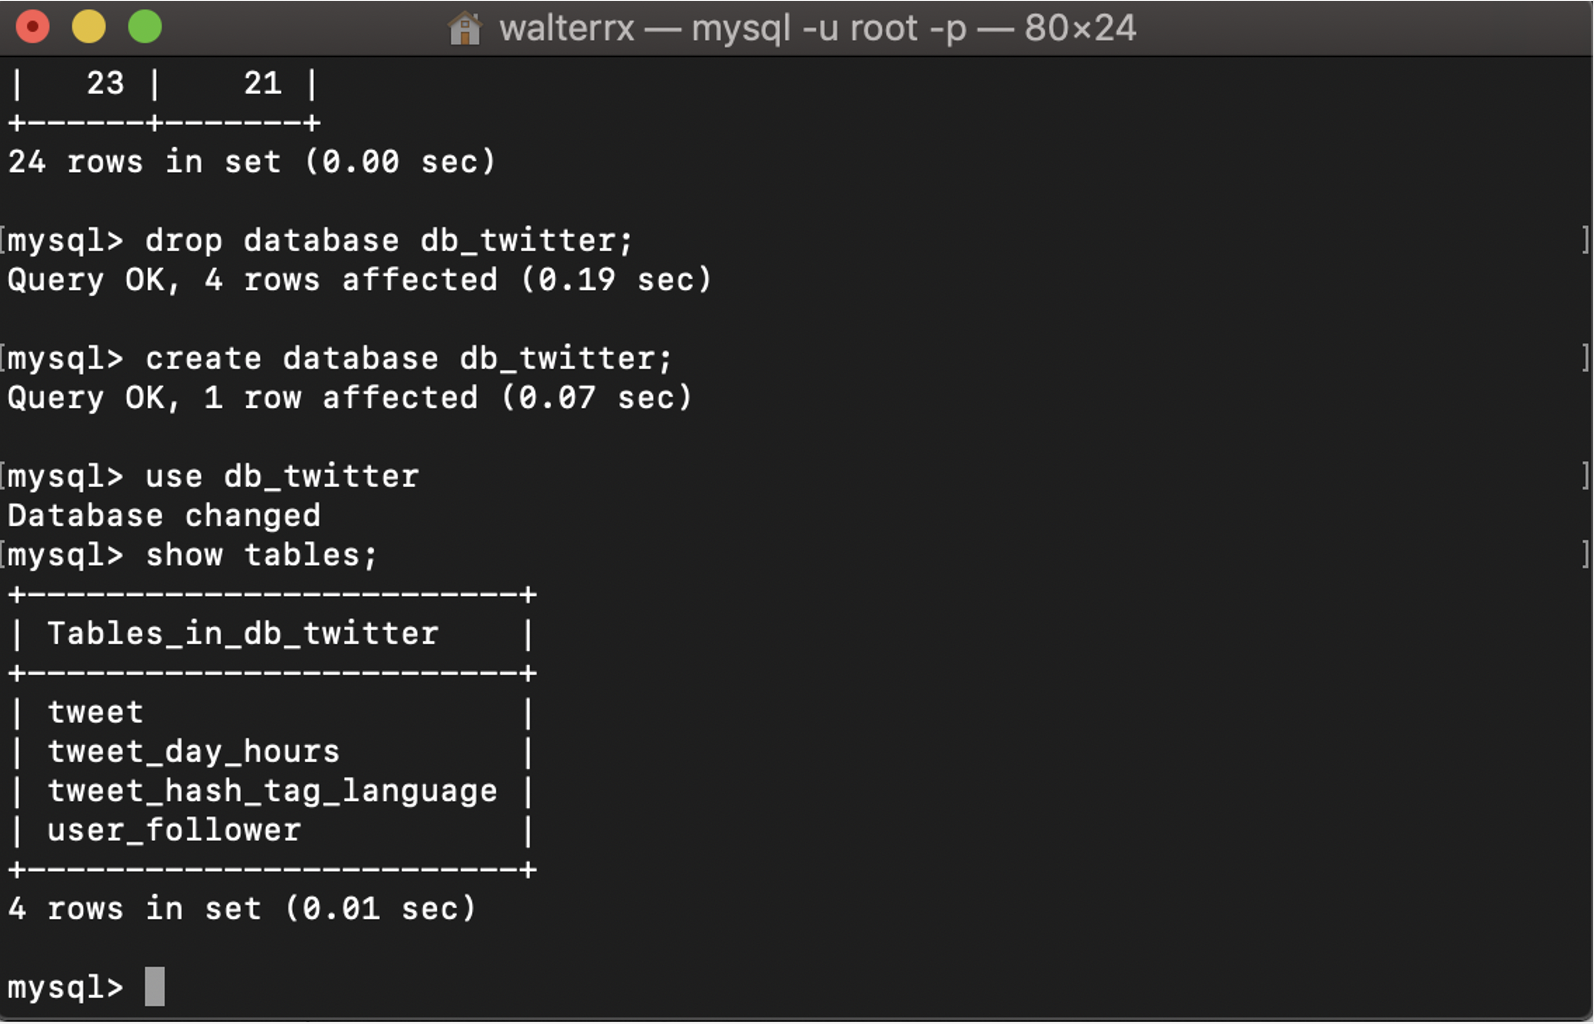 walterrx — mysql -u root -p — 80×24
|   23 |    21 |
+------+-------+
24 rows in set (0.00 sec)
[mysql> drop database db_twitter; ]
Query OK, 4 rows affected (0.19 sec)
[mysql> create database db_twitter; ]
Query OK, 1 row affected (0.07 sec)
[mysql> use db_twitter ]
Database changed
[mysql> show tables; ]
+-------------------------+
| Tables_in_db_twitter    |
+-------------------------+
| tweet                   |
| tweet_day_hours         |
| tweet_hash_tag_language |
| user_follower           |
+-------------------------+
4 rows in set (0.01 sec)
mysql>